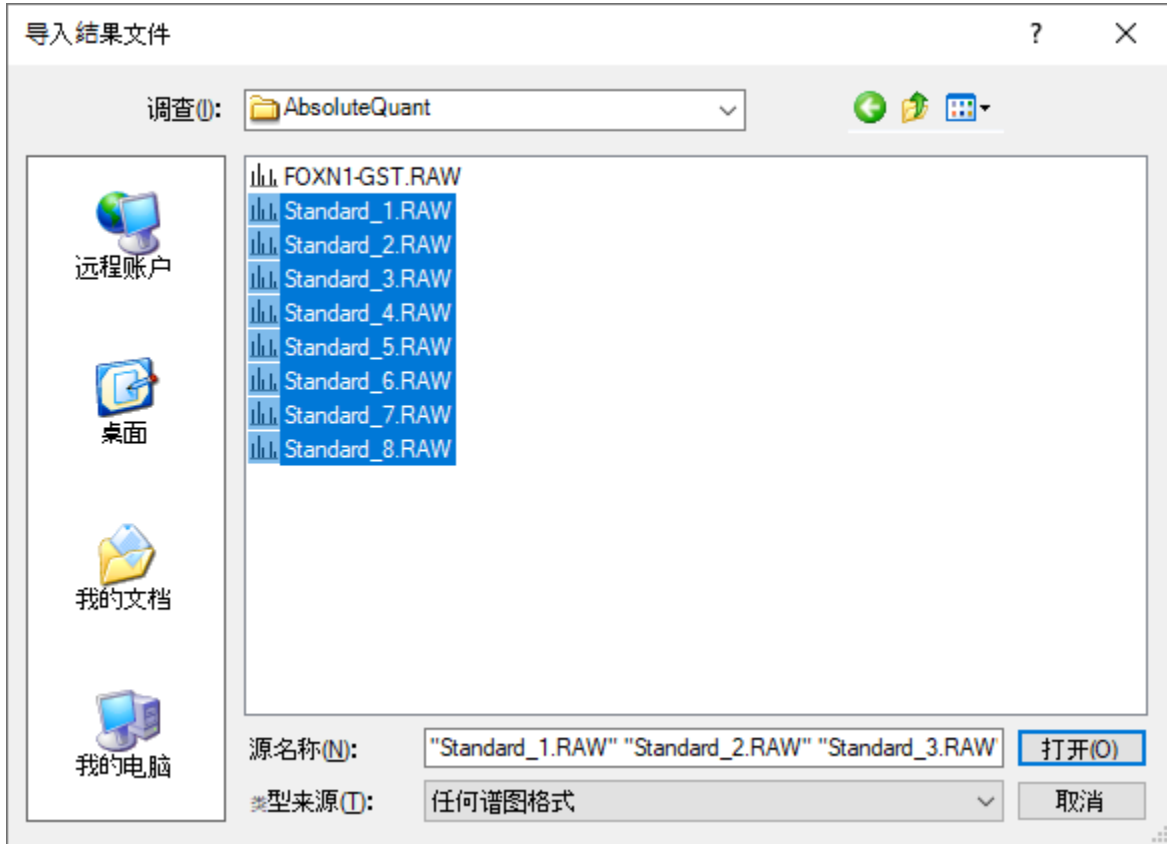 导入结果文件
?
调查(I):
AbsoluteQuant
远程账户
桌面
我的文档
我的电脑
FOXN1-GST.RAW
Standard_1.RAW
Standard_2.RAW
Standard_3.RAW
Standard_4.RAW
Standard_5.RAW
Standard_6.RAW
Standard_7.RAW
Standard_8.RAW
源名称(N):
"Standard_1.RAW" "Standard_2.RAW" "Standard_3.RAW"
打开(O)
类型来源(T):
任何谱图格式
取消